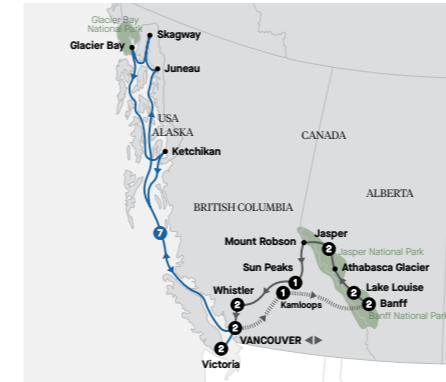 Glacier Bay
National Park
Glacier Bay
Skagway
Juneau
USA
ALASKA
Ketchikan
CANADA
ALBERTA
BRITISH COLUMBIA
7
Mount Robson
Jasper
2
Jasper National Park
Sun Peaks
1
Athabasca Glacier
Whistler
2
1
Kamloops
Lake Louise
2
2
Banff
Banff National Park
2
VANCOUVER
2
Victoria